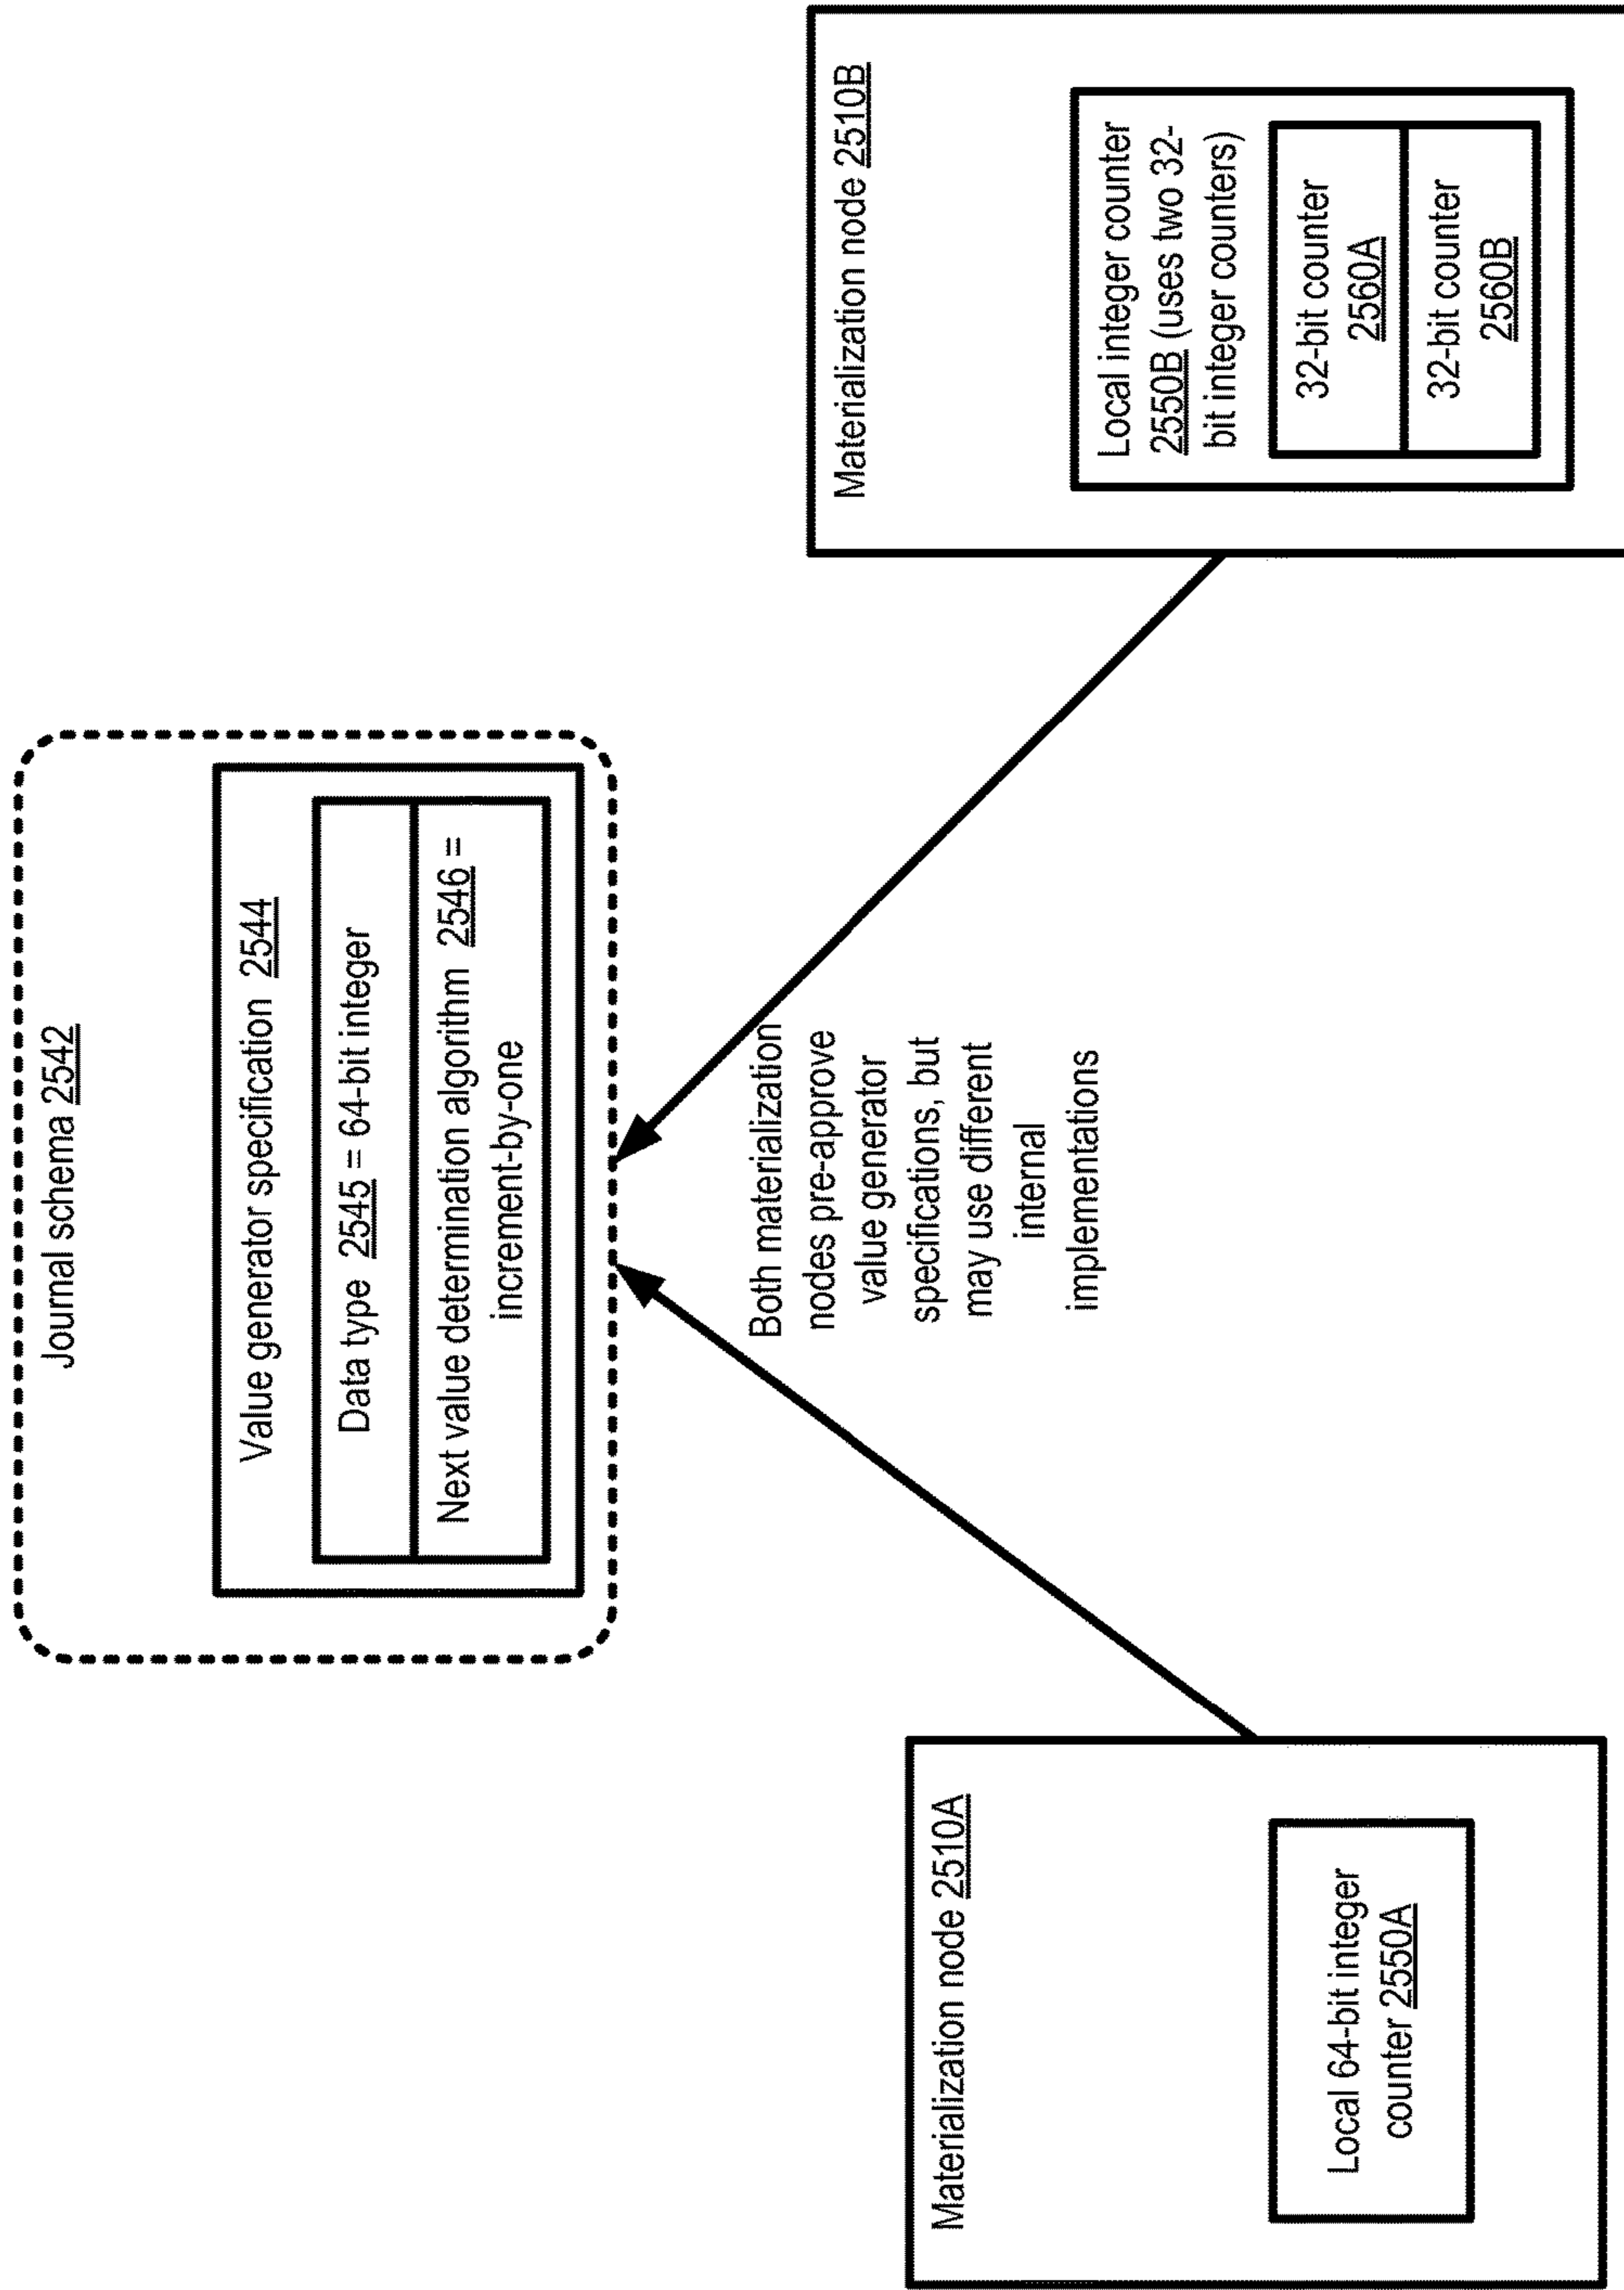 Journal schema 2542
Value generator specification 2544
Data type 2545 = 64-bit integer
Next value determination algorithm 2546 =
increment-by-one
Both materialization
nodes pre-approve
value generator
specifications, but
may use different
internal
implementations
Materialization node 2510A
Local 64-bit integer
counter 2550A
Materialization node 2510B
Local integer counter
2550B (uses two 32-
bit integer counters)
32-bit counter
2560A
32-bit counter
2560B